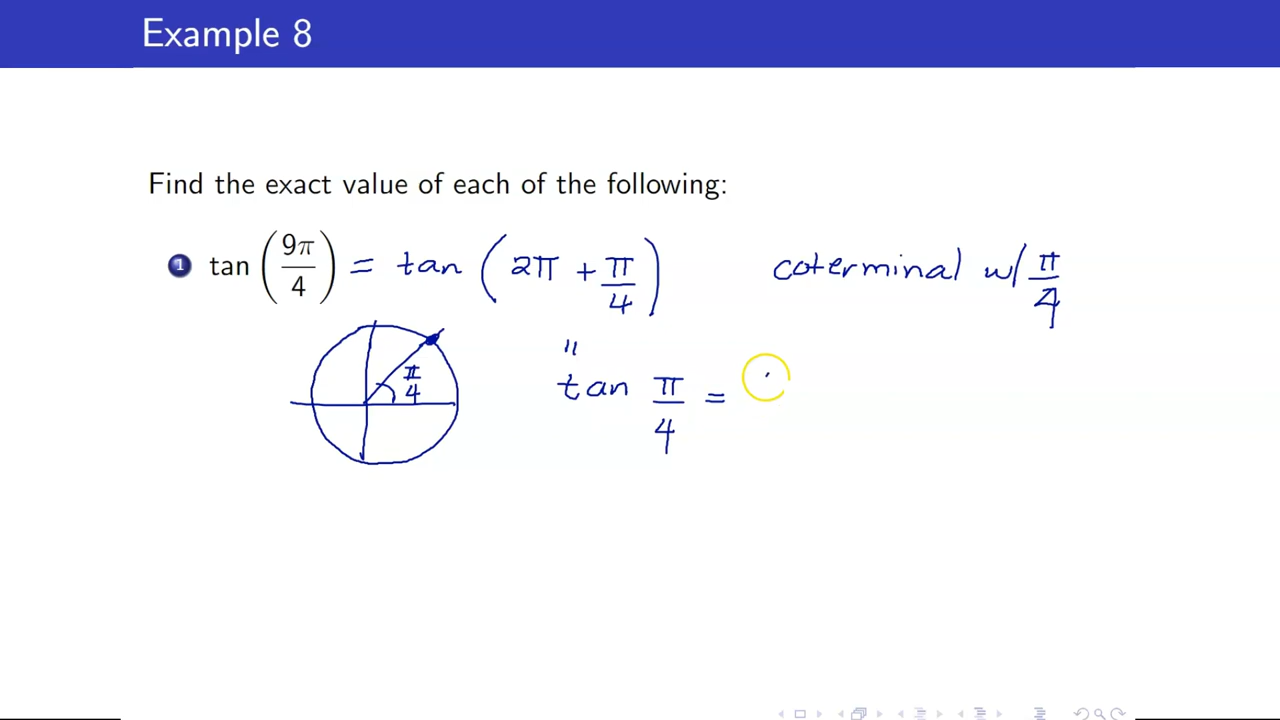 Example 8
Find the exact value of each of the following:
1 tan (9π/4) = tan (2π + π/4) coterminal w/ π/4
π/4
"
tan π/4 =